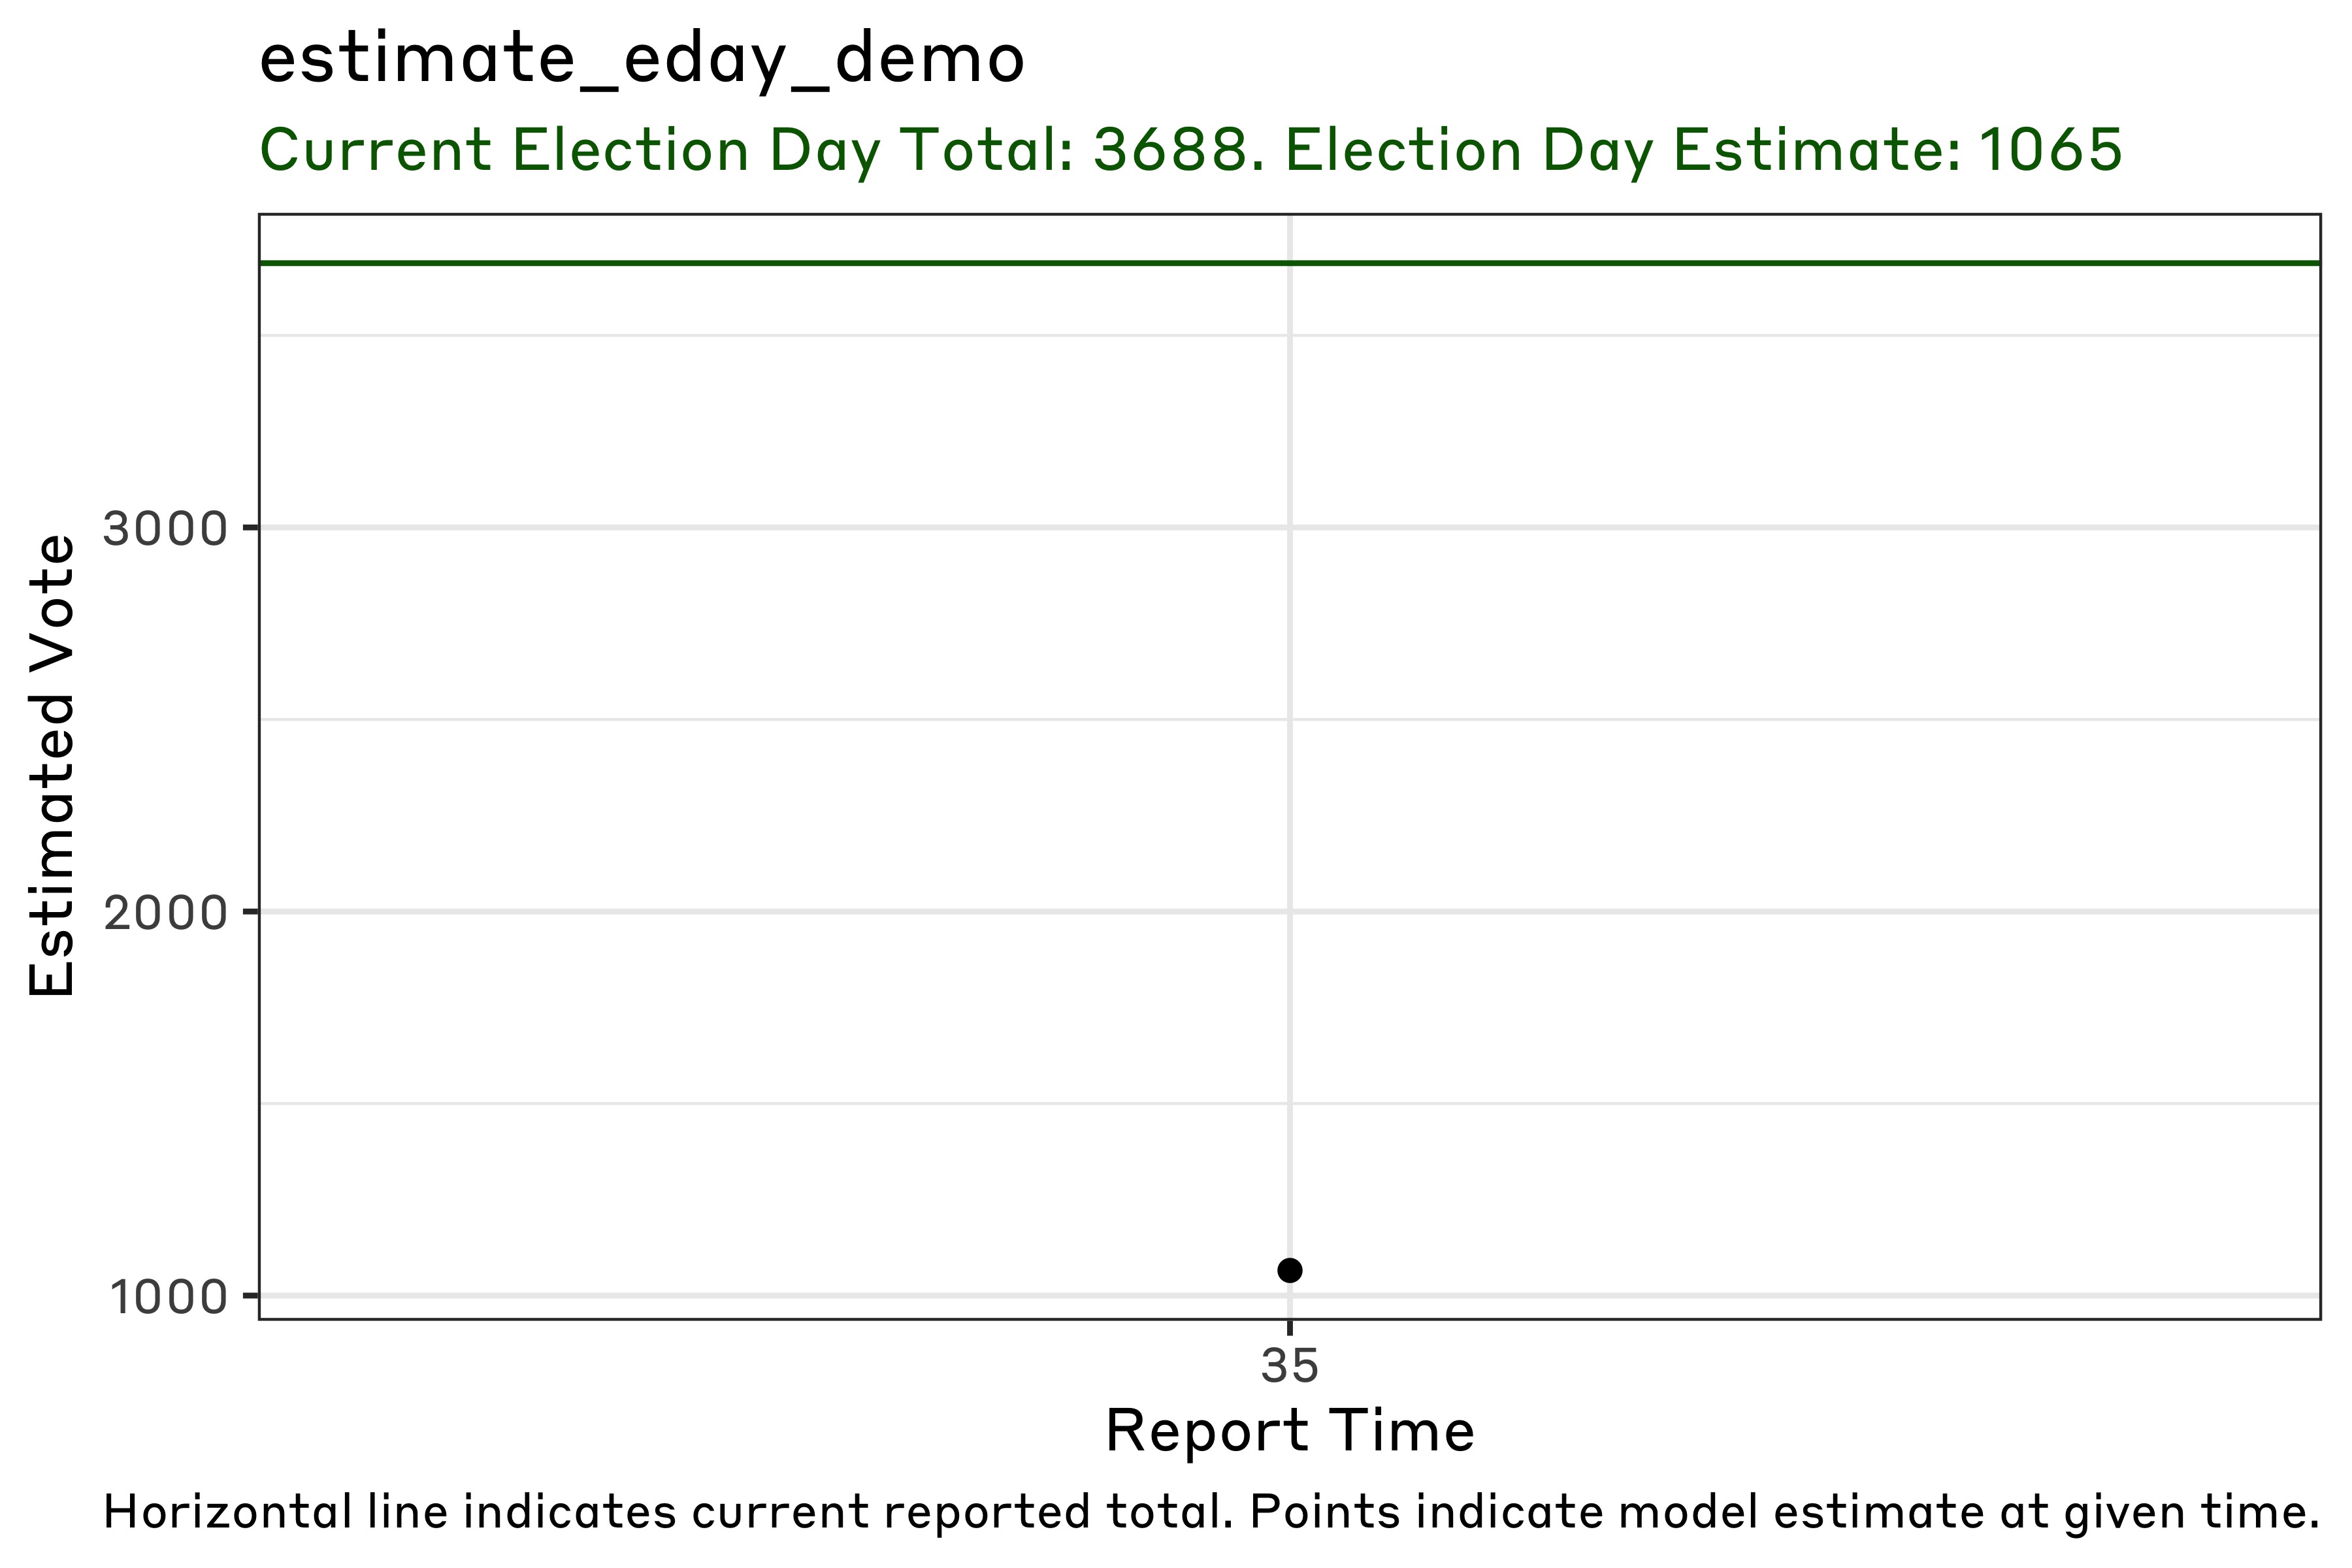 estimate_eday_demo
Current Election Day Total: 3688. Election Day Estimate: 1065
Estimated Vote
3000
2000
1000
35
Report Time
Horizontal line indicates current reported total. Points indicate model estimate at given time.